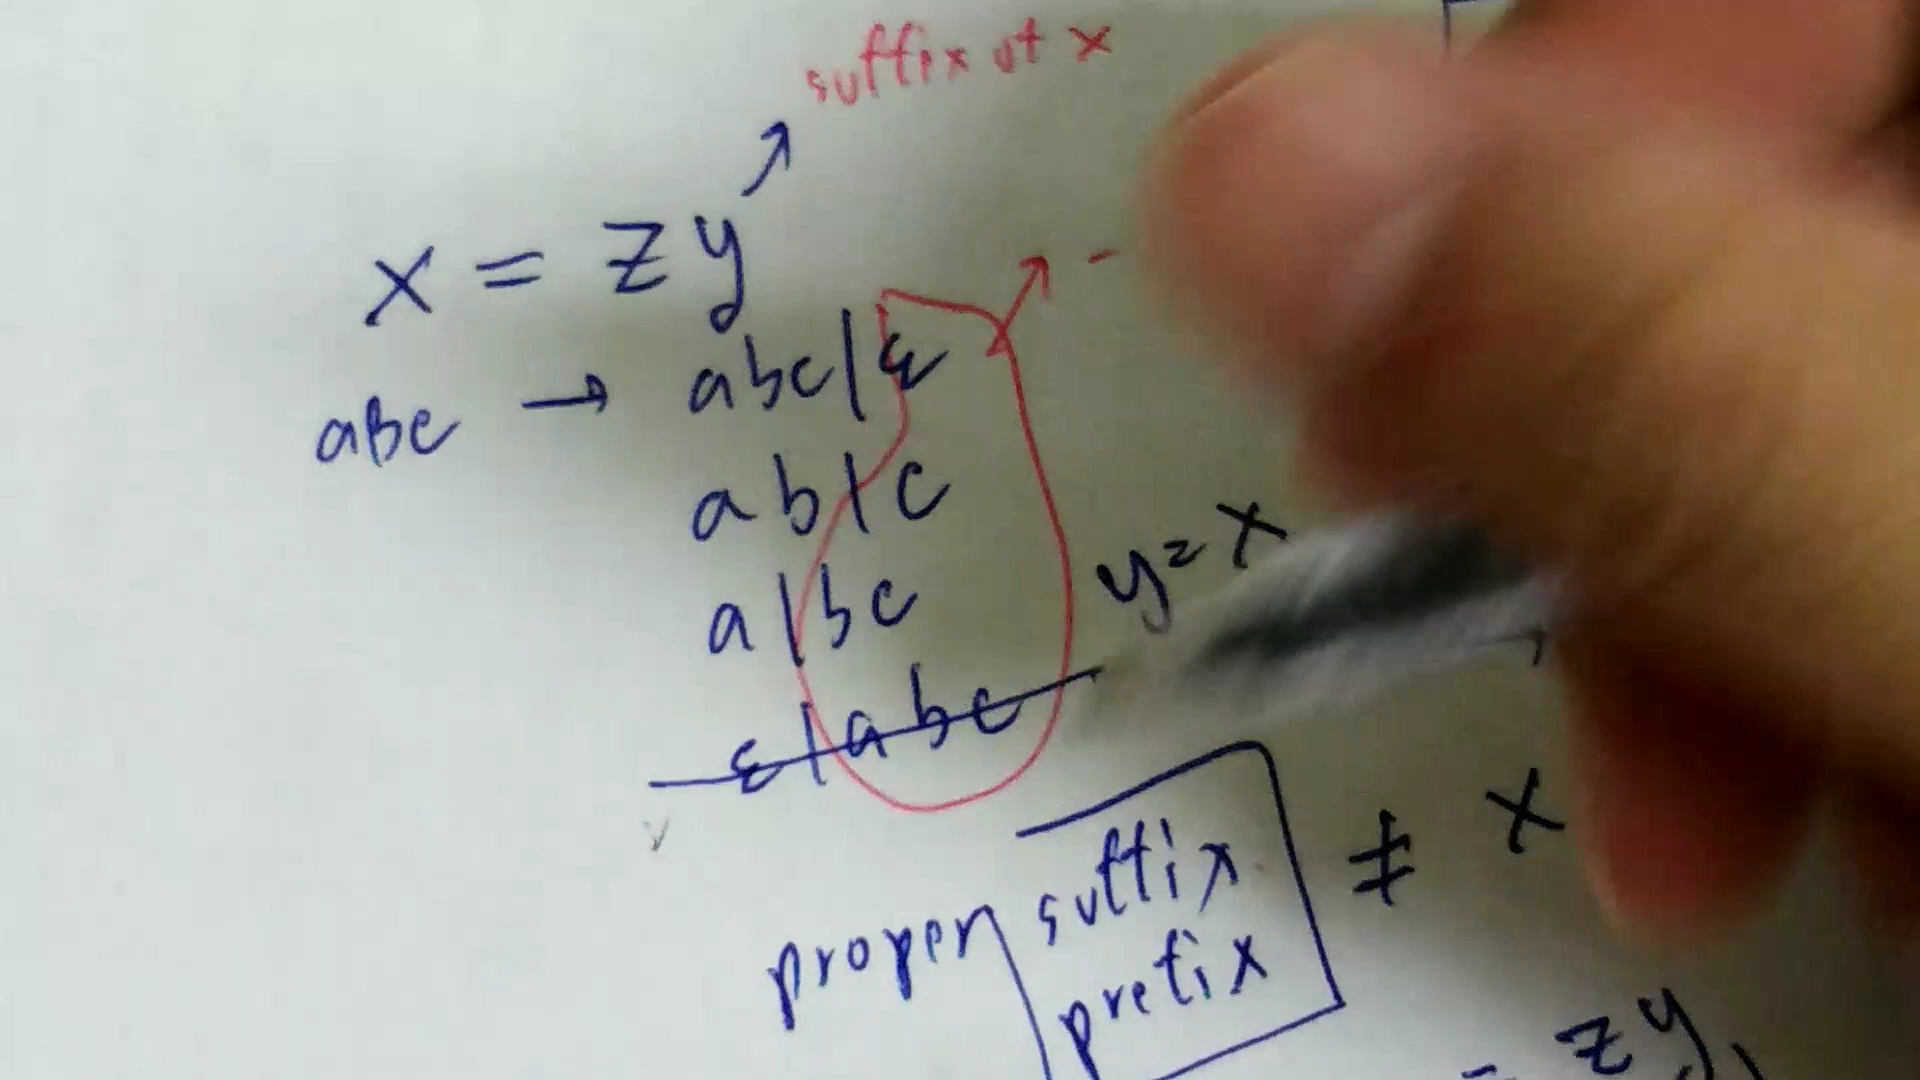 suffix of x
x = zy
abc → abc|ε
ab|c
a|bc
y = x
ε|abc
proper suffix ≠ x
prefix
= zy